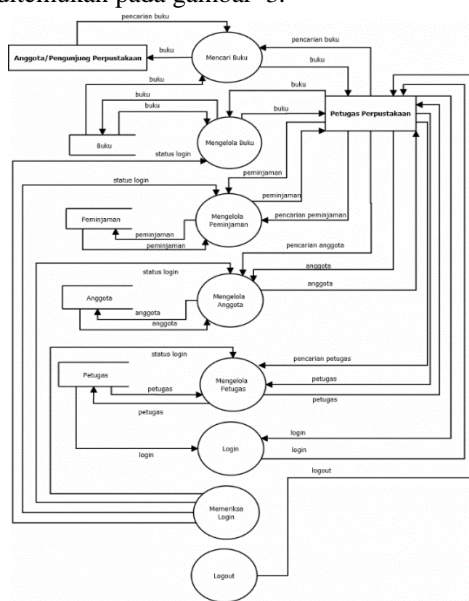 ditemukan pada gambar 3.
pencarian buku
pencarian buku
Anggota/Pengunjung Perpustakaan
buku
Mencari Buku
buku
buku
buku
buku
buku
buku
Petugas Perpustakaan
Buku
Mengelola Buku
status login
peminjaman
status login
peminjaman
Peminjaman
Mengelola
Peminjaman
peminjaman
peminjaman
pencarian peminjaman
pencarian anggota
status login
anggota
Anggota
Mengelola
Anggota
anggota
anggota
anggota
status login
pencarian petugas
Petugas
Mengelola
Petugas
petugas
petugas
petugas
petugas
login
login
Login
login
logout
Memeriksa
Login
Logout